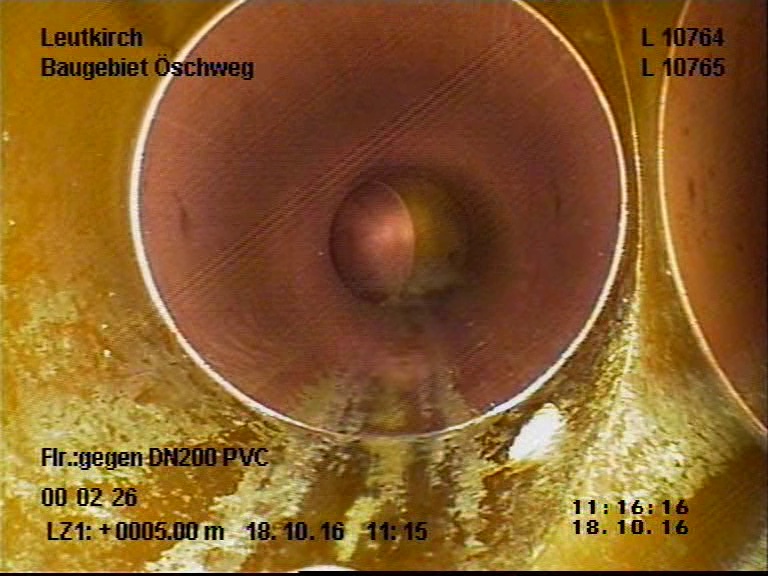 Leutkirch
L 10764
Baugebiet Öschweg
L 10765
Flr.:gegen DN200 PVC
00 02 26
LZ1: +0005.00 m 18.10.16 11:15
11:16:16
18.10.16